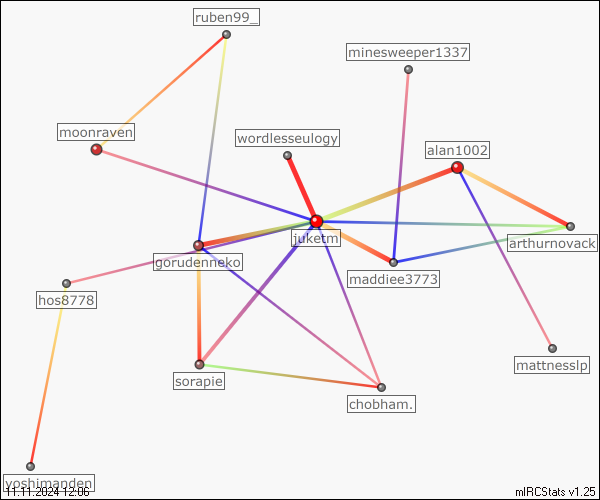 ruben99_
minesweeper1337
moonraven
wordlesseulogy
alan1002
juketm
arthurnovack
gorudenneko
maddiee3773
hos8778
mattnesslp
sorapie
chobham.
yoshimanden
11.11.2024 12:06
mIRCStats v1.25